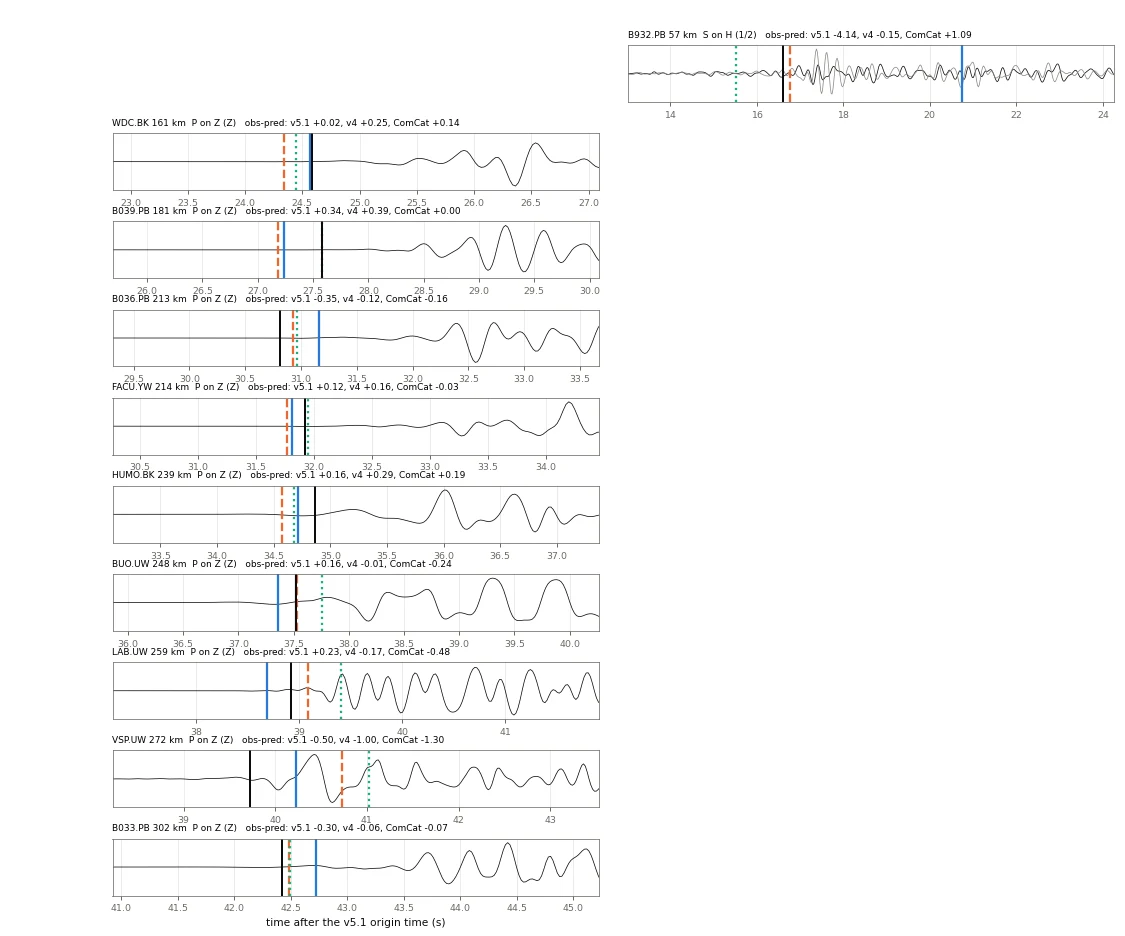 B932.PB 57 km  S on H (1/2)   obs-pred: v5.1 -4.14, v4 -0.15, ComCat +1.09
14 16 18 20 22 24
WDC.BK 161 km  P on Z (Z)   obs-pred: v5.1 +0.02, v4 +0.25, ComCat +0.14
23.0 23.5 24.0 24.5 25.0 25.5 26.0 26.5 27.0
B039.PB 181 km  P on Z (Z)   obs-pred: v5.1 +0.34, v4 +0.39, ComCat +0.00
26.0 26.5 27.0 27.5 28.0 28.5 29.0 29.5 30.0
B036.PB 213 km  P on Z (Z)   obs-pred: v5.1 -0.35, v4 -0.12, ComCat -0.16
29.5 30.0 30.5 31.0 31.5 32.0 32.5 33.0 33.5
FACU.YW 214 km  P on Z (Z)   obs-pred: v5.1 +0.12, v4 +0.16, ComCat -0.03
30.5 31.0 31.5 32.0 32.5 33.0 33.5 34.0
HUMO.BK 239 km  P on Z (Z)   obs-pred: v5.1 +0.16, v4 +0.29, ComCat +0.19
33.5 34.0 34.5 35.0 35.5 36.0 36.5 37.0
BUO.UW 248 km  P on Z (Z)   obs-pred: v5.1 +0.16, v4 -0.01, ComCat -0.24
36.0 36.5 37.0 37.5 38.0 38.5 39.0 39.5 40.0
LAB.UW 259 km  P on Z (Z)   obs-pred: v5.1 +0.23, v4 -0.17, ComCat -0.48
38 39 40 41
VSP.UW 272 km  P on Z (Z)   obs-pred: v5.1 -0.50, v4 -1.00, ComCat -1.30
39 40 41 42 43
B033.PB 302 km  P on Z (Z)   obs-pred: v5.1 -0.30, v4 -0.06, ComCat -0.07
41.0 41.5 42.0 42.5 43.0 43.5 44.0 44.5 45.0
time after the v5.1 origin time (s)